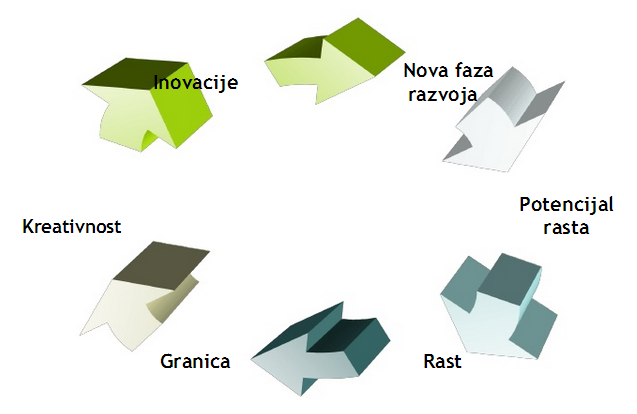 Inovacije
Nova faza
razvoja
Potencijal
rasta
Kreativnost
Granica
Rast